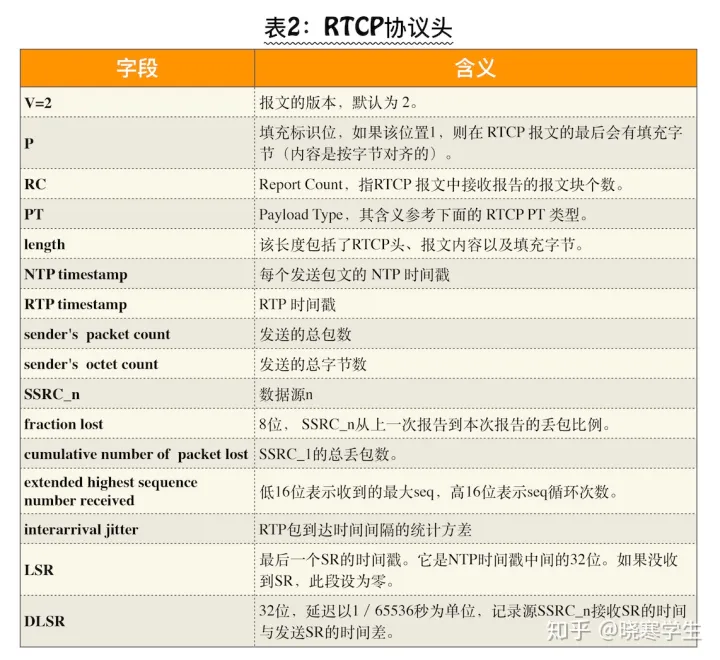 表2：RTCP协议头
字段 含义
V=2 报文的版本，默认为 2。
P 填充标识位，如果该位置1，则在 RTCP 报文的最后会有填充字
节（内容是按字节对齐的）。
RC Report Count，指RTCP 报文中接收报告的报文块个数。
PT Payload Type，其含义参考下面的 RTCP PT 类型。
length 该长度包括了RTCP头、报文内容以及填充字节。
NTP timestamp 每个发送包文的 NTP 时间戳
RTP timestamp RTP 时间戳
sender's packet count 发送的总包数
sender's octet count 发送的总字节数
SSRC_n 数据源n
fraction lost 8位， SSRC_n从上一次报告到本次报告的丢包比例。
cumulative number of packet lost SSRC_1的总丢包数。
extended highest sequence
number received 低16位表示收到的最大seq，高16位表示seq循环次数。
interarrival jitter RTP包到达时间间隔的统计方差
LSR 最后一个SR的时间戳。它是NTP时间戳中间的32位。如果没收
到SR，此段设为零。
DLSR 32位，延迟以1／65536秒为单位，记录源SSRC_n接收SR的时间
与发送SR的时间差。
知乎 @晓寒学生